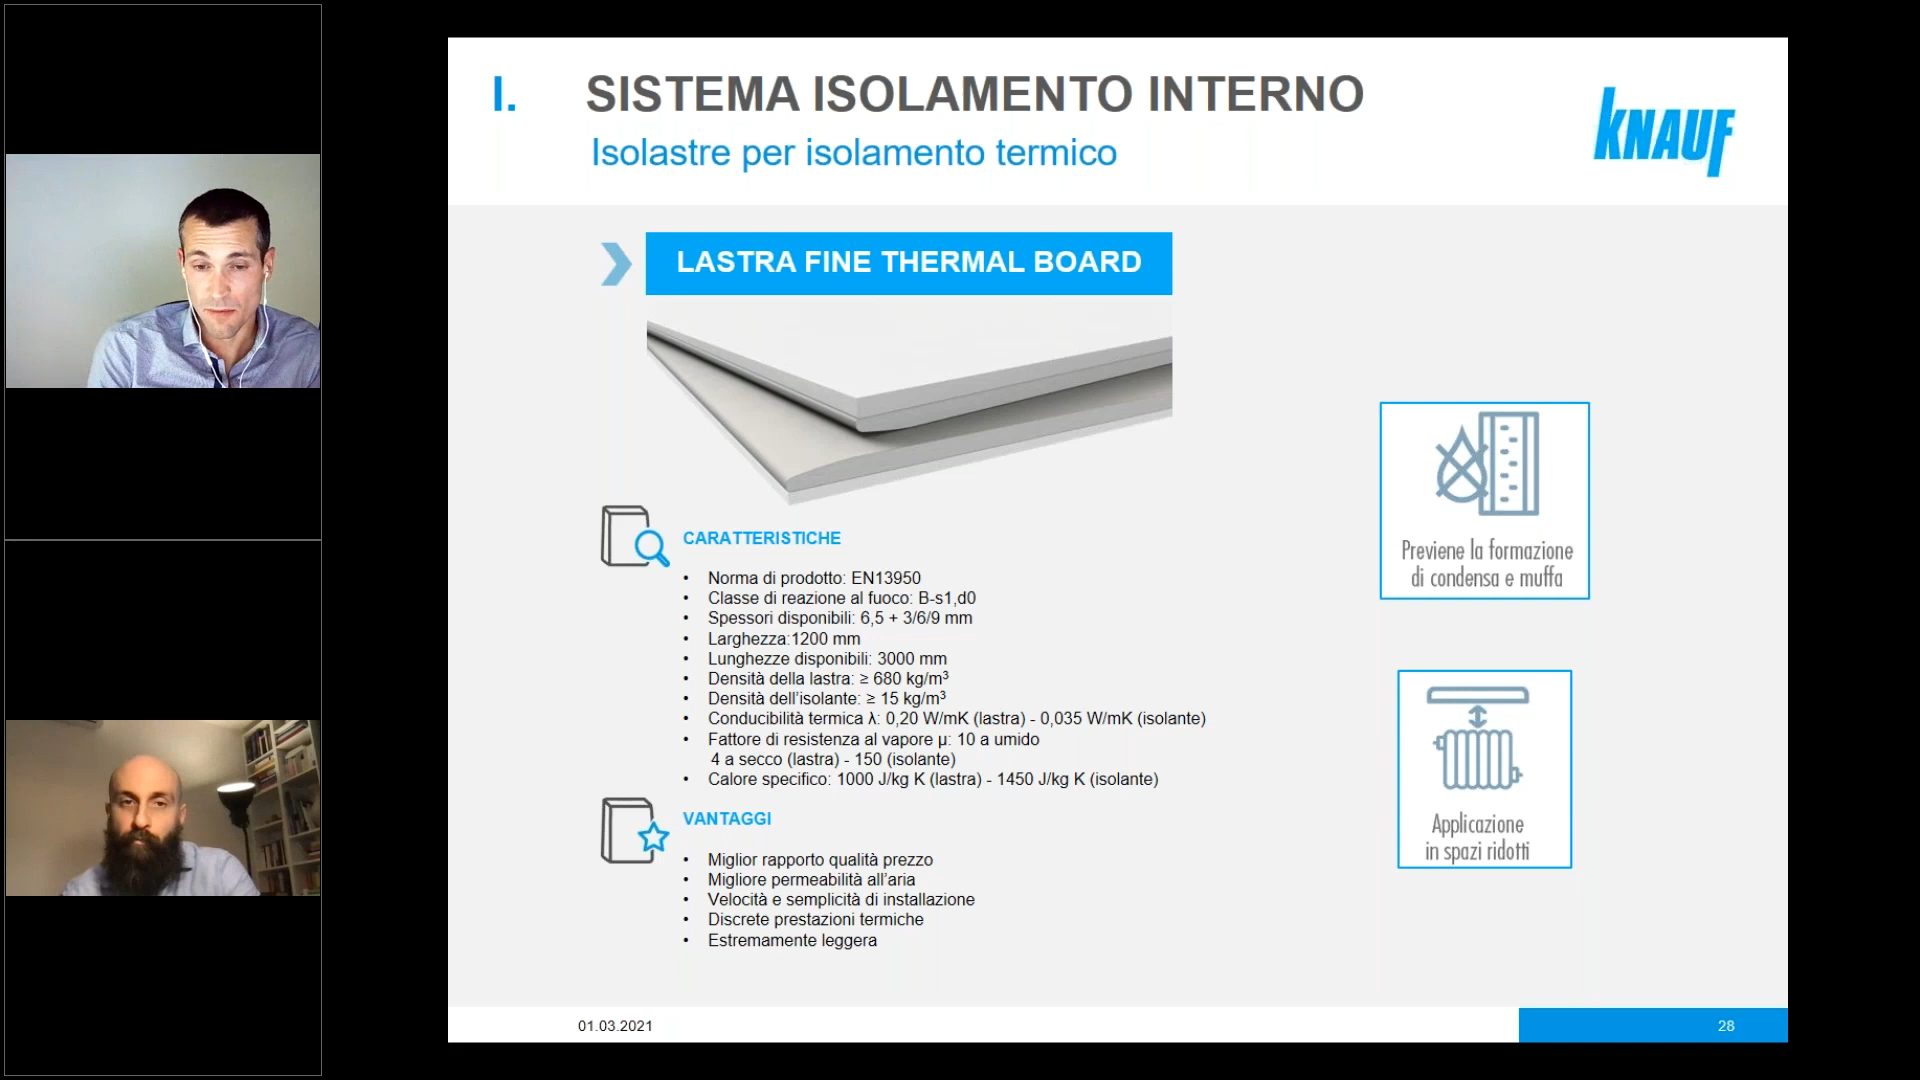 I. SISTEMA ISOLAMENTO INTERNO
Isolastre per isolamento termico
KNAUF
LASTRA FINE THERMAL BOARD
CARATTERISTICHE
• Norma di prodotto: EN13950
• Classe di reazione al fuoco: B-s1,d0
• Spessori disponibili: 6,5 + 3/6/9 mm
• Larghezza:1200 mm
• Lunghezze disponibili: 3000 mm
• Densità della lastra: ≥ 680 kg/m³
• Densità dell’isolante: ≥ 15 kg/m³
• Conducibilità termica λ: 0,20 W/mK (lastra) - 0,035 W/mK (isolante)
• Fattore di resistenza al vapore µ: 10 a umido
4 a secco (lastra) - 150 (isolante)
• Calore specifico: 1000 J/kg K (lastra) - 1450 J/kg K (isolante)
VANTAGGI
• Miglior rapporto qualità prezzo
• Migliore permeabilità all’aria
• Velocità e semplicità di installazione
• Discrete prestazioni termiche
• Estremamente leggera
Previene la formazione
di condensa e muffa
Applicazione
in spazi ridotti
01.03.2021
28